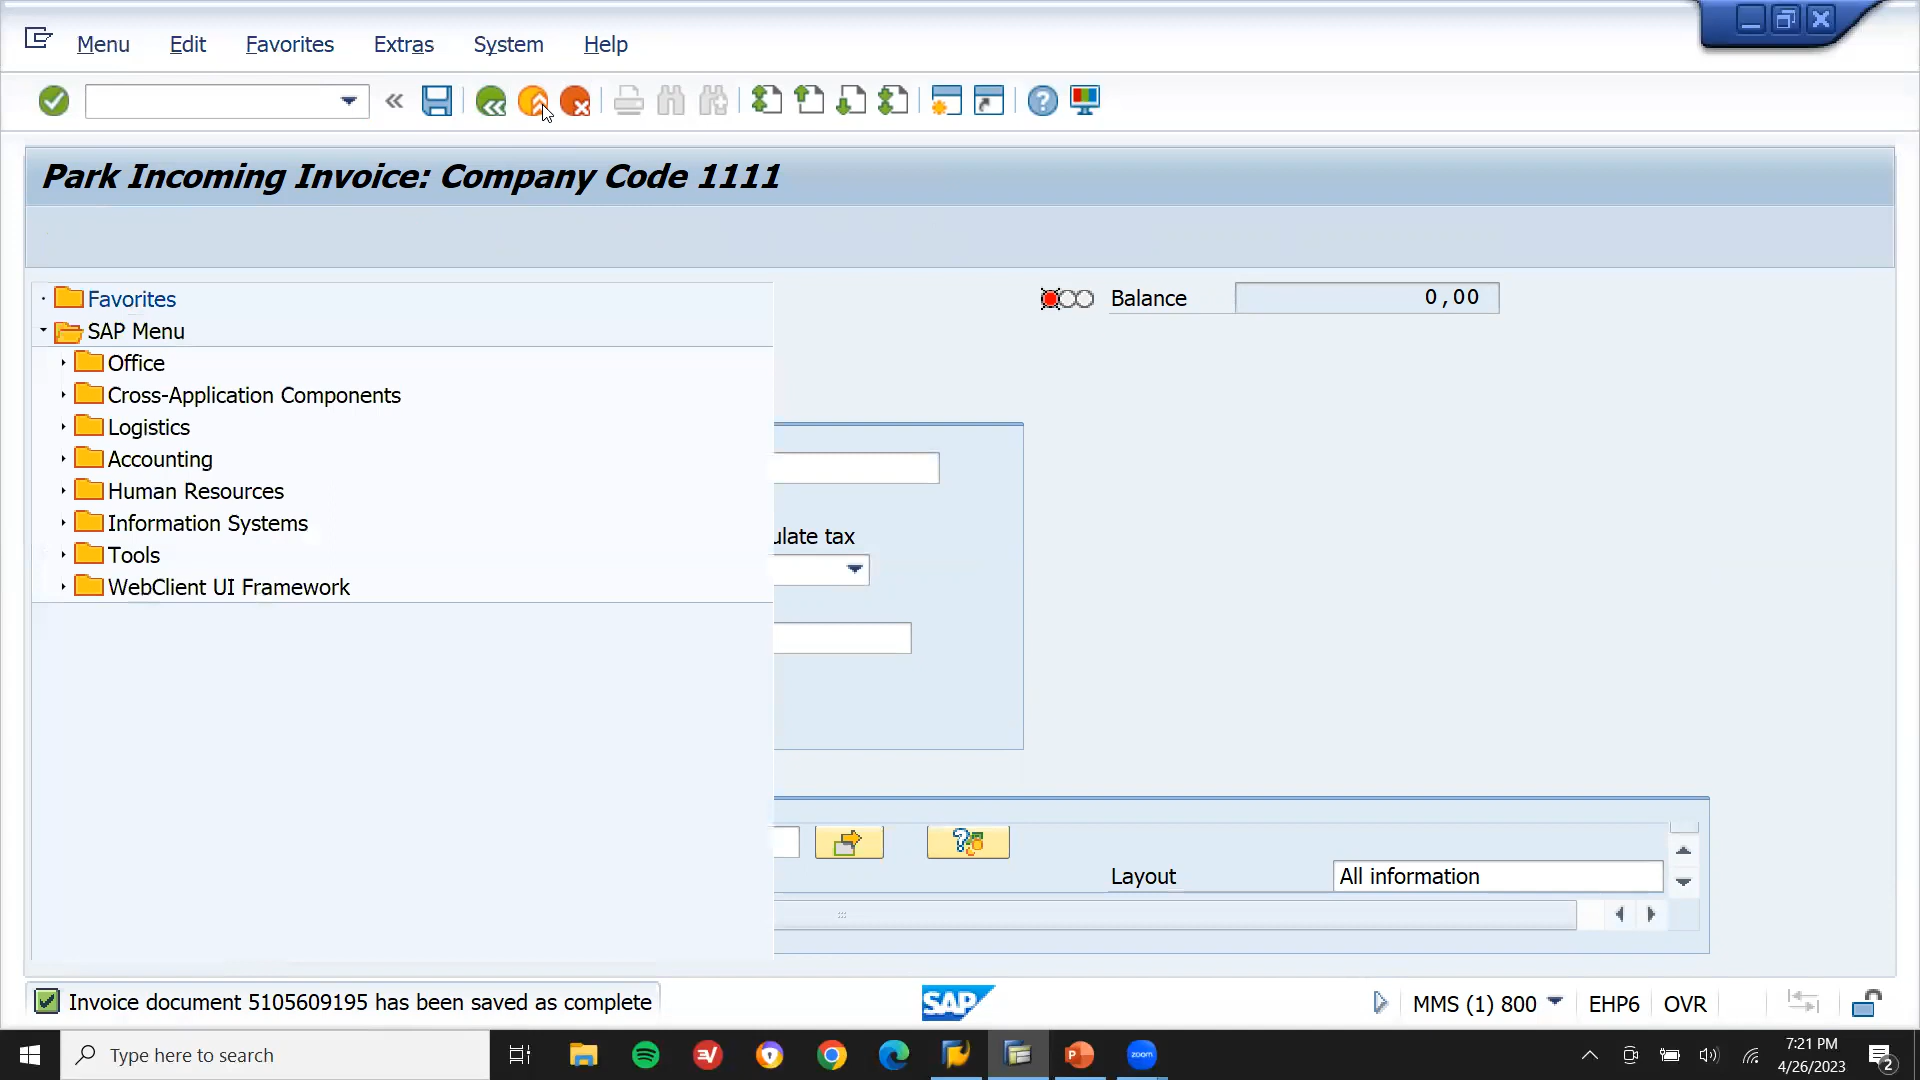 Menu Edit Favorites Extras System Help
Park Incoming Invoice: Company Code 1111
Favorites
Balance 0,00
SAP Menu
Office
Cross-Application Components
Logistics
Accounting
Human Resources
Information Systems
ulate tax
Tools
WebClient UI Framework
Layout All information
Invoice document 5105609195 has been saved as complete
SAP
MMS (1) 800 EHP6 OVR
Type here to search
EV
P
zoom
7:21 PM
4/26/2023
2